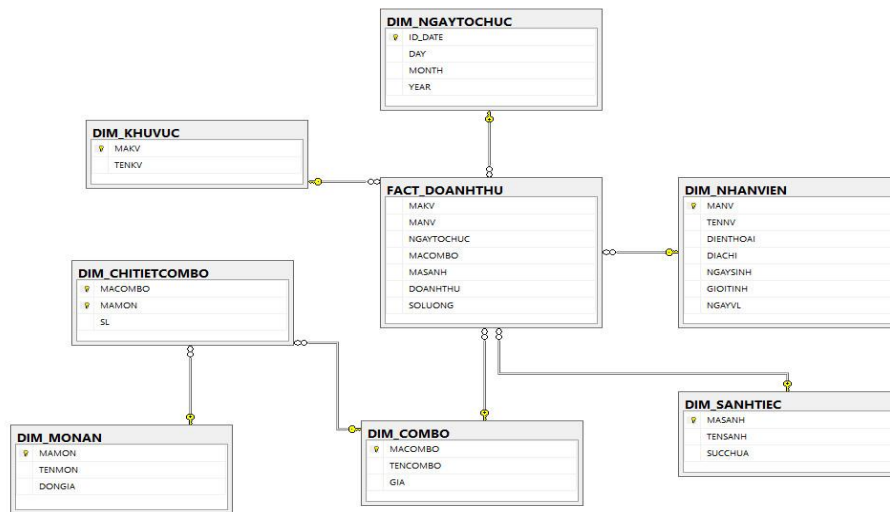 DIM_NGAYTOCHUC
ID_DATE
DAY
MONTH
YEAR
DIM_KHUVUC
MAKV
TENKV
FACT_DOANHTHU
MAKV
MANV
NGAYTOCHUC
MACOMBO
MASANH
DOANHTHU
SOLUONG
DIM_NHANVIEN
MANV
TENNV
DIENTHOAI
DIACHI
NGAYSINH
GIOITINH
NGAYVL
DIM_CHITIETCOMBO
MACOMBO
MAMON
SL
DIM_MONAN
MAMON
TENMON
DONGIA
DIM_COMBO
MACOMBO
TENCOMBO
GIA
DIM_SANHTIEC
MASANH
TENSANH
SUCCHUA